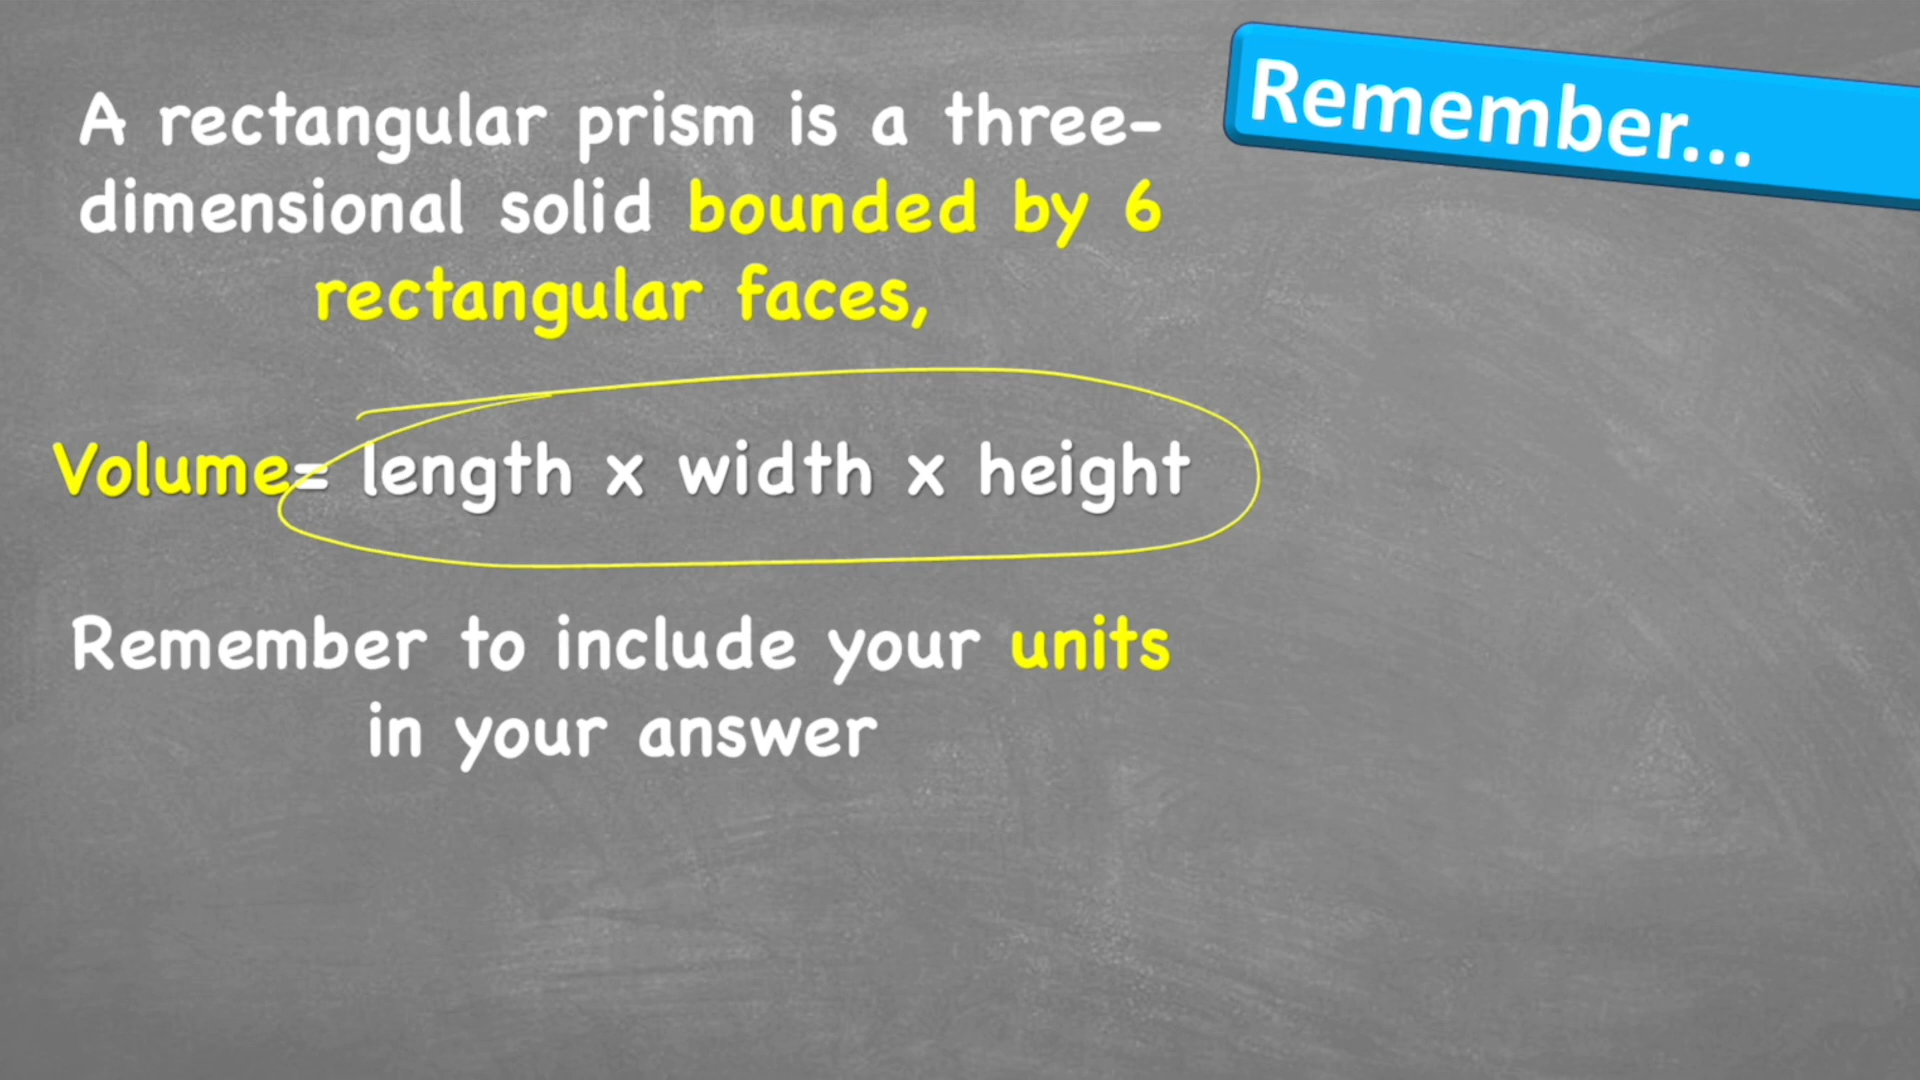 Remember...
A rectangular prism is a three-
dimensional solid bounded by 6
rectangular faces,
Volume= length x width x height
Remember to include your units
in your answer